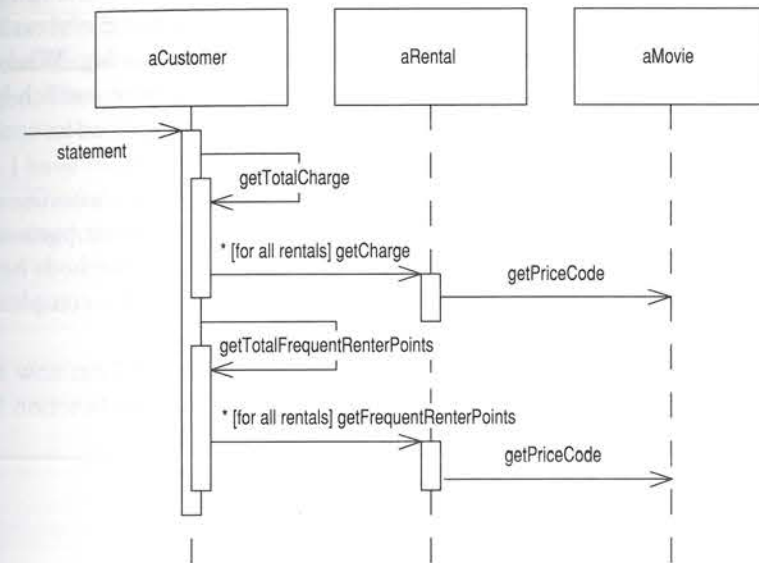 aCustomer
aRental
aMovie
statement
getTotalCharge
* [for all rentals] getCharge
getPriceCode
getTotalFrequentRenterPoints
* [for all rentals] getFrequentRenterPoints
getPriceCode